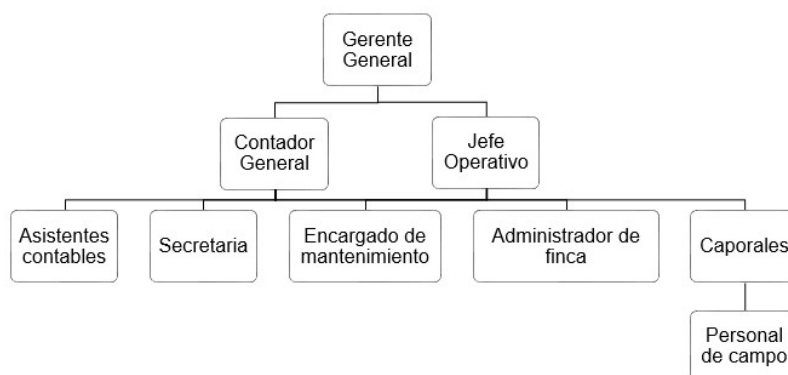 Gerente
General
Contador
General
Jefe
Operativo
Asistentes
contables
Secretaria
Encargado de
mantenimiento
Administrador de
finca
Caporales
Personal
de campo